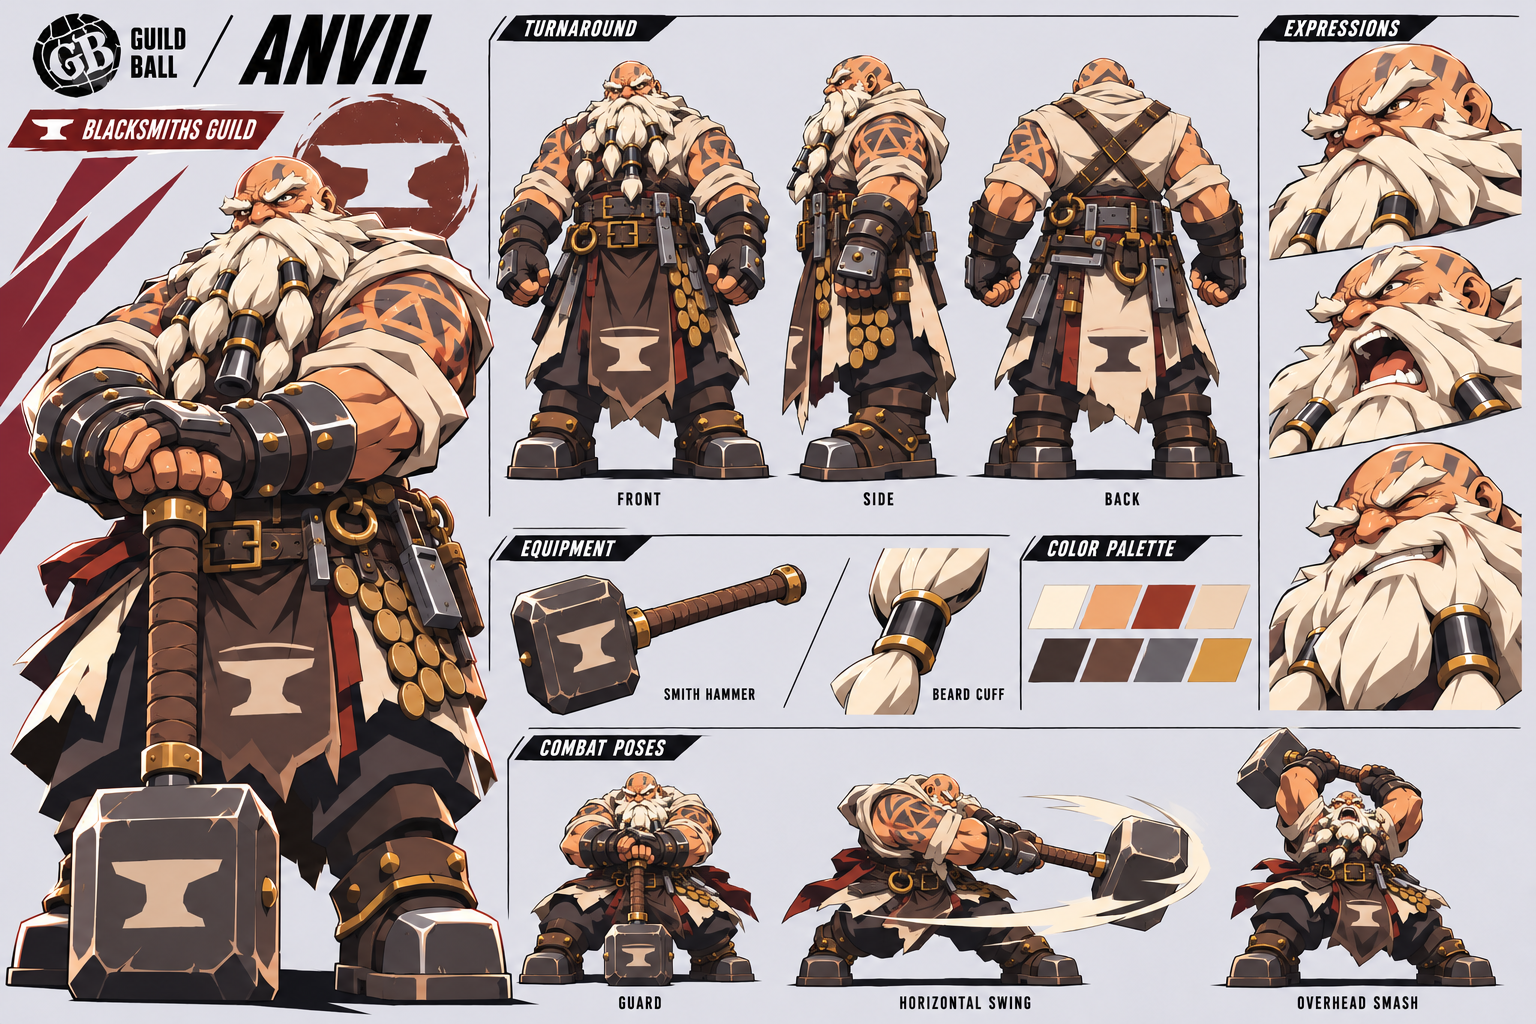 GB
GUILD
BALL
ANVIL
BLACKSMITHS GUILD
TURNAROUND
FRONT
SIDE
BACK
EXPRESSIONS
EQUIPMENT
SMITH HAMMER
BEARD CUFF
COLOR PALETTE
COMBAT POSES
GUARD
HORIZONTAL SWING
OVERHEAD SMASH